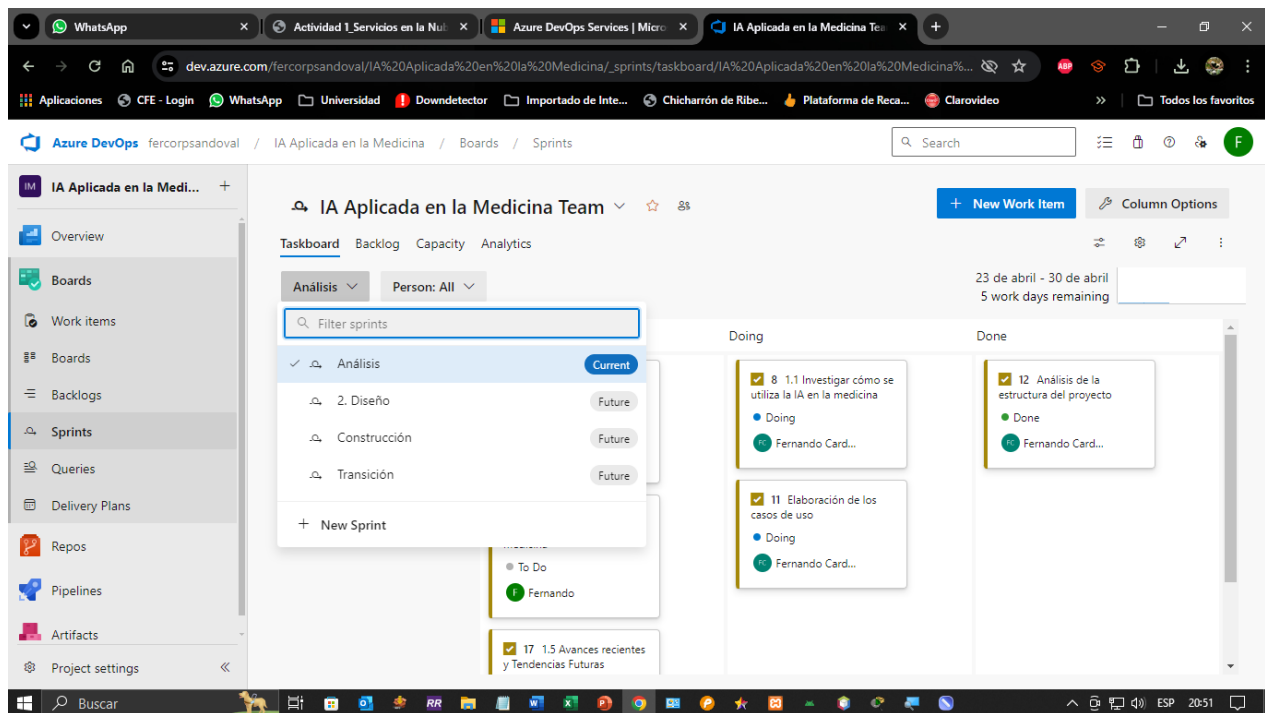 WhatsApp
Actividad 1_Servicios en la Nub
Azure DevOps Services | Micro
IA Aplicada en la Medicina Tea
dev.azure.com/fercorpsandoval/IA%20Aplicada%20en%20la%20Medicina/_sprints/taskboard/IA%20Aplicada%20en%20la%20Medicina%...
ABP
Aplicaciones
CFE - Login
WhatsApp
Universidad
Downdetector
Importado de Inte...
Chicharrón de Ribe...
Plataforma de Reca...
Clarovideo
»
Todos los favoritos
Azure DevOps fercorpsandoval / IA Aplicada en la Medicina / Boards / Sprints
Search
F
IM
IA Aplicada en la Medi...
+
IA Aplicada en la Medicina Team
+ New Work Item
Column Options
Overview
Taskboard
Backlog
Capacity
Analytics
Boards
Análisis
Person: All
23 de abril - 30 de abril
5 work days remaining
Work items
Filter sprints
Doing
Done
Boards
Análisis
Current
8 1.1 Investigar cómo se
utiliza la IA en la medicina
Doing
FC Fernando Card...
12 Análisis de la
estructura del proyecto
Done
FC Fernando Card...
Backlogs
2. Diseño
Future
Sprints
Construcción
Future
Queries
Transición
Future
Delivery Plans
+ New Sprint
11 Elaboración de los
casos de uso
Doing
FC Fernando Card...
Repos
To Do
F Fernando
Pipelines
Artifacts
17 1.5 Avances recientes
y Tendencias Futuras
Project settings
Buscar
RR
ESP
20:51